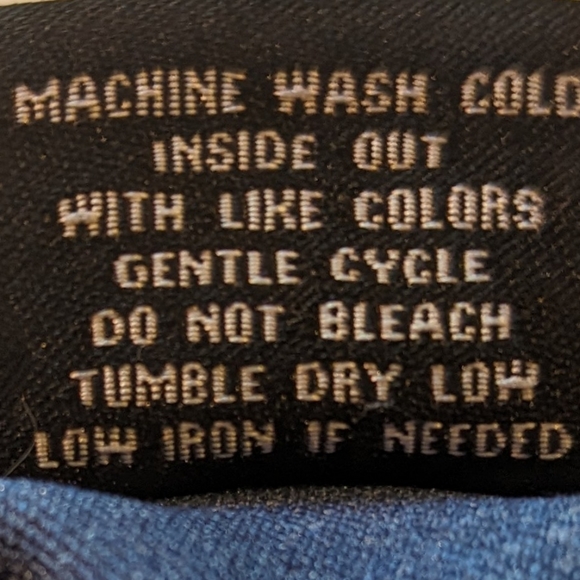 MACHINE WASH COLD
INSIDE OUT
WITH LIKE COLORS
GENTLE CYCLE
DO NOT BLEACH
TUMBLE DRY LOW
LOW IRON IF NEEDED